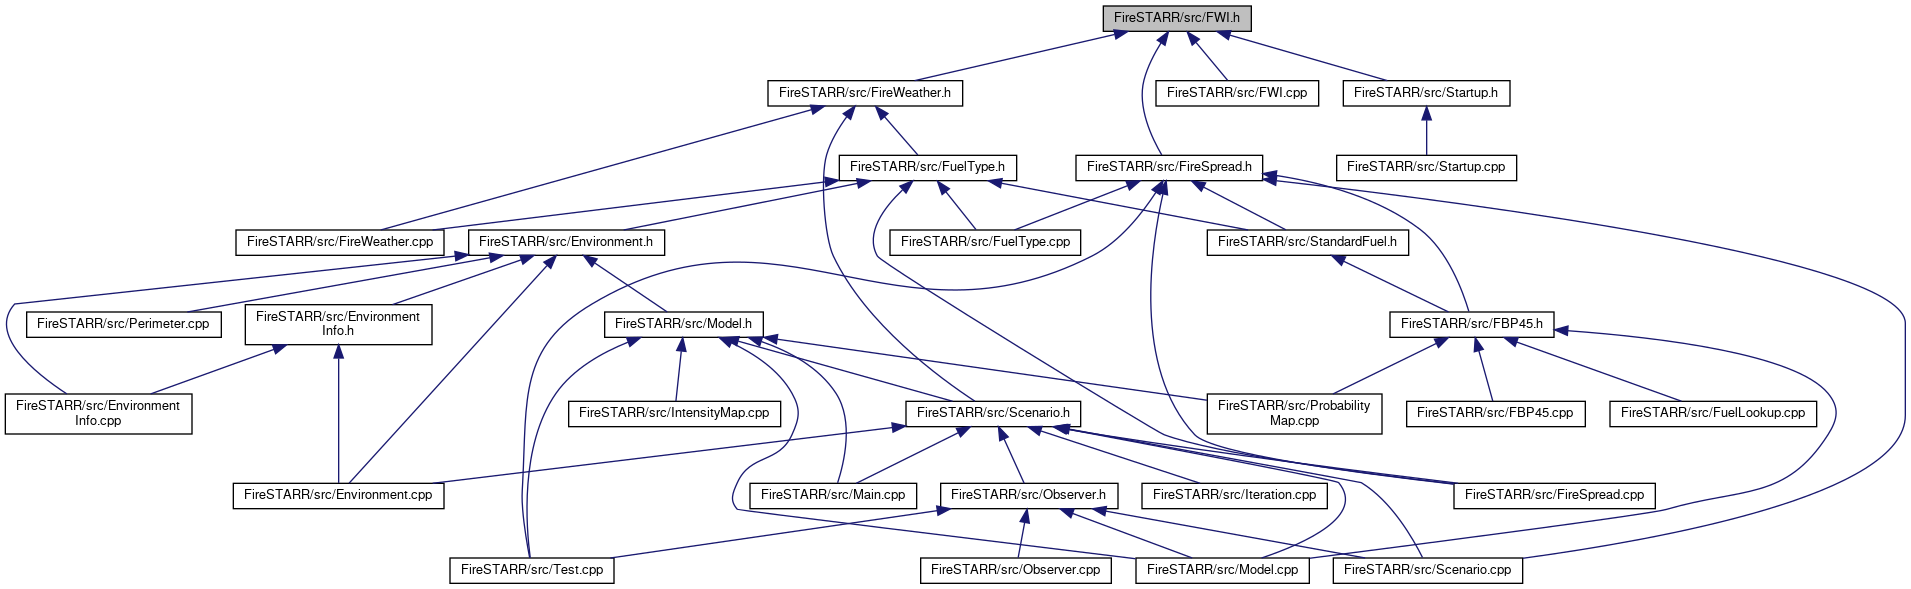 FireSTARR/src/FWI.h
FireSTARR/src/FireWeather.h
FireSTARR/src/FWI.cpp
FireSTARR/src/Startup.h
FireSTARR/src/FuelType.h
FireSTARR/src/FireSpread.h
FireSTARR/src/Startup.cpp
FireSTARR/src/FireWeather.cpp
FireSTARR/src/Environment.h
FireSTARR/src/FuelType.cpp
FireSTARR/src/StandardFuel.h
FireSTARR/src/Perimeter.cpp
FireSTARR/src/Environment
Info.h
FireSTARR/src/Model.h
FireSTARR/src/FBP45.h
FireSTARR/src/Environment
Info.cpp
FireSTARR/src/IntensityMap.cpp
FireSTARR/src/Scenario.h
FireSTARR/src/Probability
Map.cpp
FireSTARR/src/FBP45.cpp
FireSTARR/src/FuelLookup.cpp
FireSTARR/src/Environment.cpp
FireSTARR/src/Main.cpp
FireSTARR/src/Observer.h
FireSTARR/src/Iteration.cpp
FireSTARR/src/FireSpread.cpp
FireSTARR/src/Test.cpp
FireSTARR/src/Observer.cpp
FireSTARR/src/Model.cpp
FireSTARR/src/Scenario.cpp